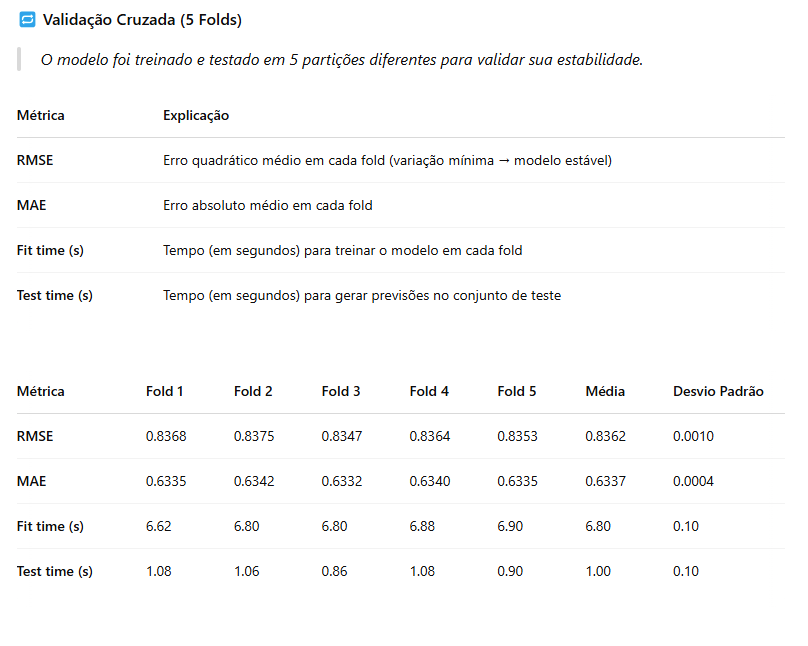 Validação Cruzada (5 Folds)
O modelo foi treinado e testado em 5 partições diferentes para validar sua estabilidade.
Métrica Explicação
RMSE Erro quadrático médio em cada fold (variação mínima → modelo estável)
MAE Erro absoluto médio em cada fold
Fit time (s) Tempo (em segundos) para treinar o modelo em cada fold
Test time (s) Tempo (em segundos) para gerar previsões no conjunto de teste
Métrica Fold 1 Fold 2 Fold 3 Fold 4 Fold 5 Média Desvio Padrão
RMSE 0.8368 0.8375 0.8347 0.8364 0.8353 0.8362 0.0010
MAE 0.6335 0.6342 0.6332 0.6340 0.6335 0.6337 0.0004
Fit time (s) 6.62 6.80 6.80 6.88 6.90 6.80 0.10
Test time (s) 1.08 1.06 0.86 1.08 0.90 1.00 0.10